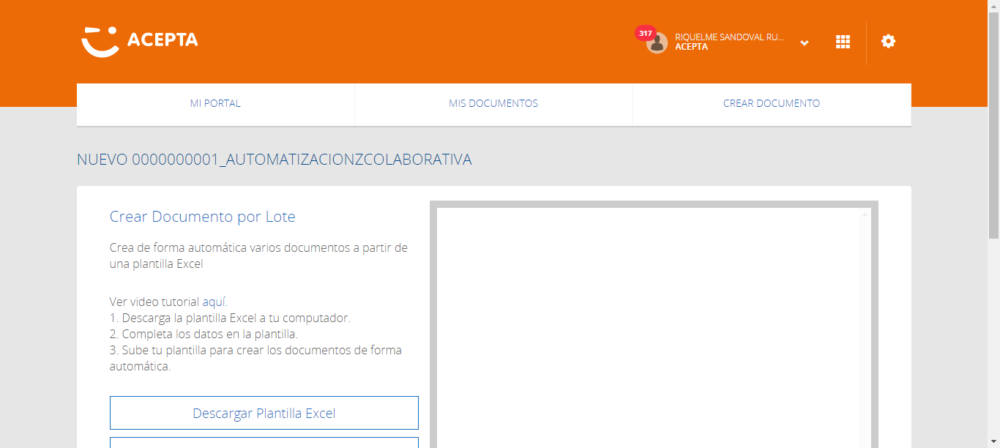 ACEPTA
317
RIQUELME SANDOVAL RU...
ACEPTA
MI PORTAL
MIS DOCUMENTOS
CREAR DOCUMENTO
NUEVO 0000000001_AUTOMATIZACIONZCOLABORATIVA
Crear Documento por Lote
Crea de forma automática varios documentos a partir de
una plantilla Excel
Ver video tutorial aquí.
1. Descarga la plantilla Excel a tu computador.
2. Completa los datos en la plantilla.
3. Sube tu plantilla para crear los documentos de forma
automática.
Descargar Plantilla Excel